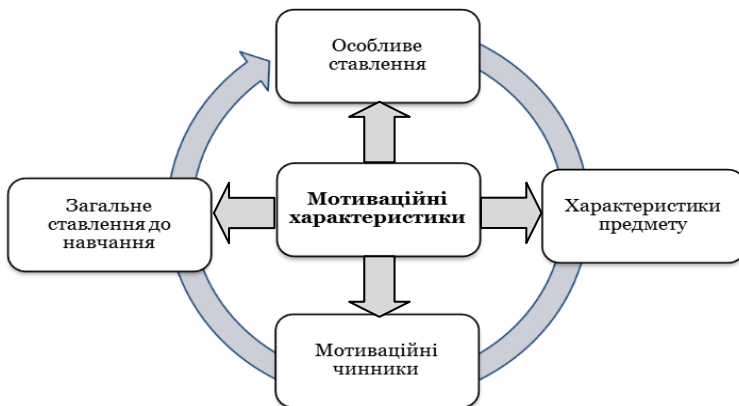 Особливе
ставлення
Загальне
ставлення до
навчання
Мотиваційні
характеристики
Характеристики
предмету
Мотиваційні
чинники